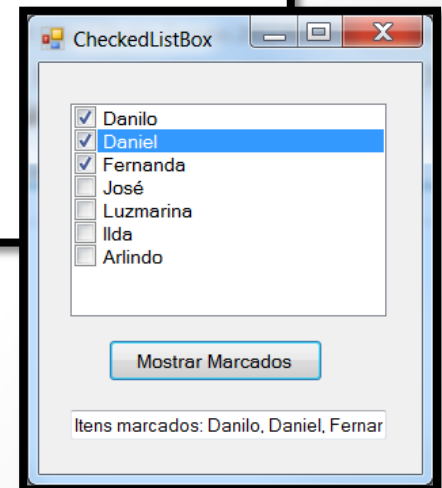 CheckedListBox
Danilo
Daniel
Fernanda
José
Luzmarina
Ilda
Arlindo
Mostrar Marcados
Itens marcados: Danilo, Daniel, Fernar